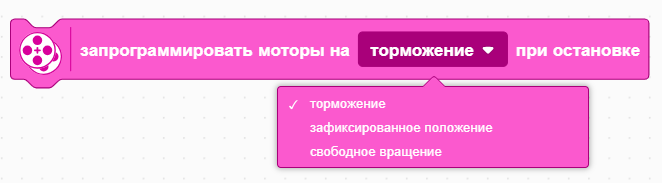 запрограммировать моторы на торможение при остановке
торможение
зафиксированное положение
свободное вращение